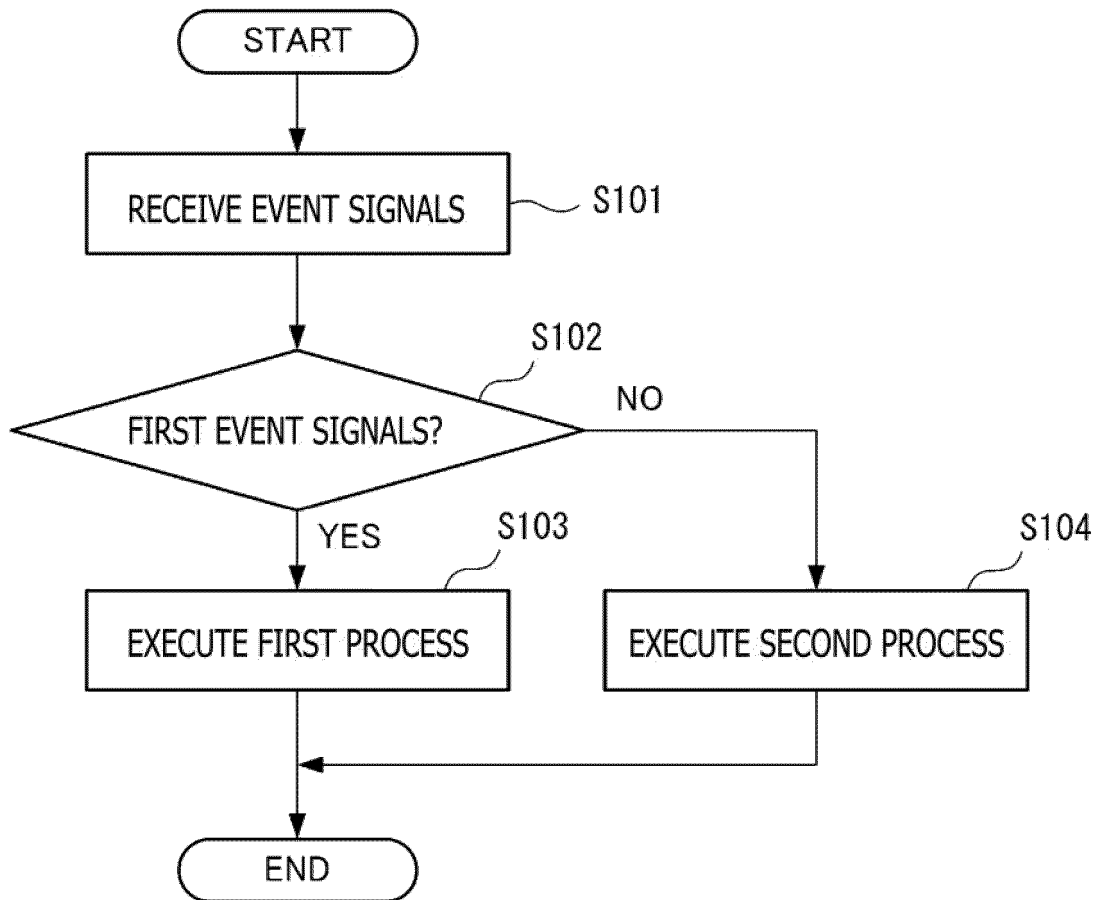 START
RECEIVE EVENT SIGNALS
S101
S102
FIRST EVENT SIGNALS?
NO
YES
S103
S104
EXECUTE FIRST PROCESS
EXECUTE SECOND PROCESS
END